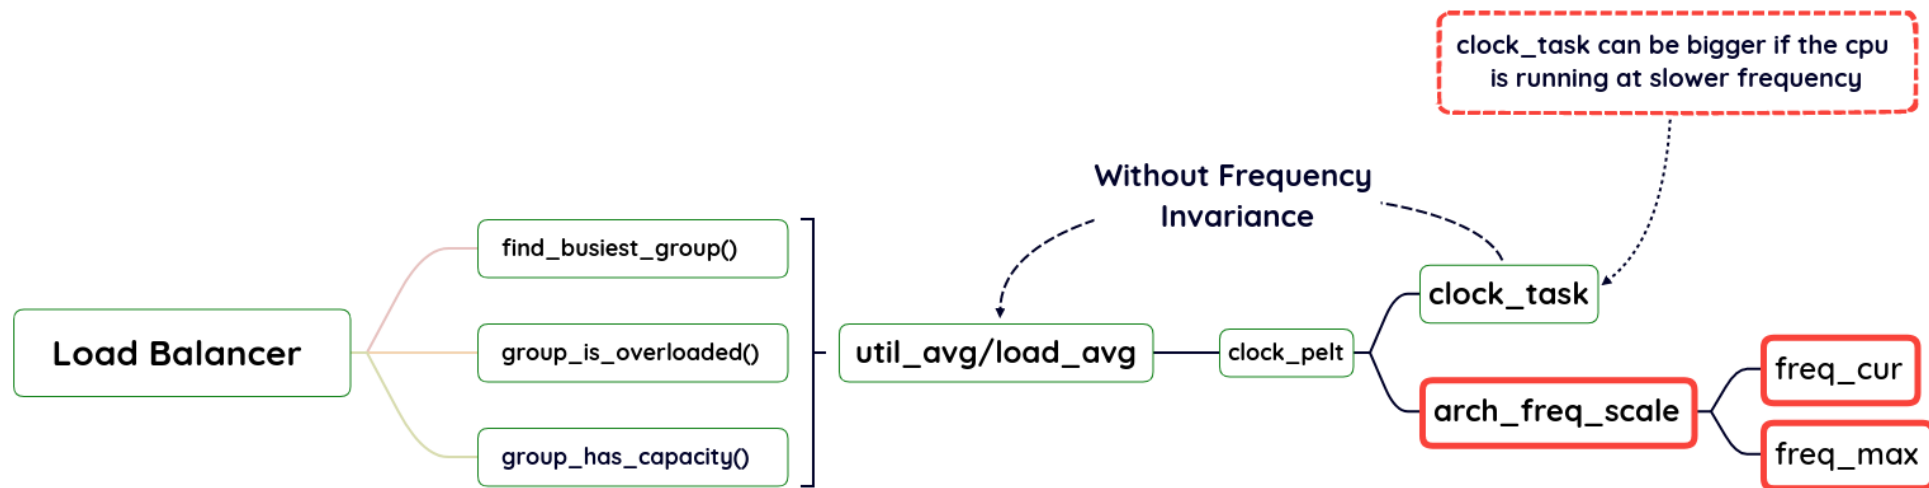 clock_task can be bigger if the cpu
is running at slower frequency
Without Frequency
Invariance
find_busiest_group()
clock_task
Load Balancer
group_is_overloaded()
util_avg/load_avg
clock_pelt
freq_cur
arch_freq_scale
group_has_capacity()
freq_max